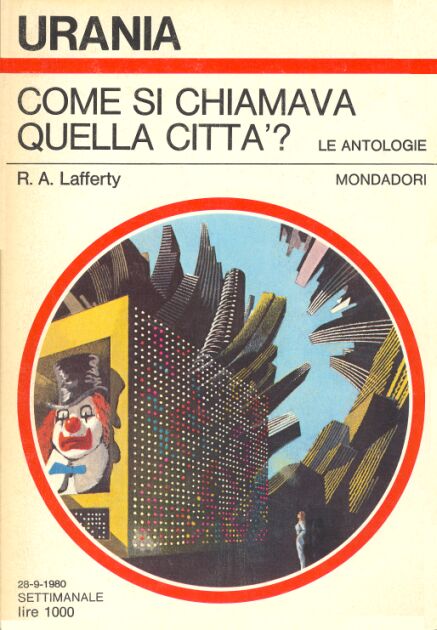 URANIA
COME SI CHIAMAVA
QUELLA CITTA'?
LE ANTOLOGIE
R. A. Lafferty
MONDADORI
28-9-1980
SETTIMANALE
lire 1000